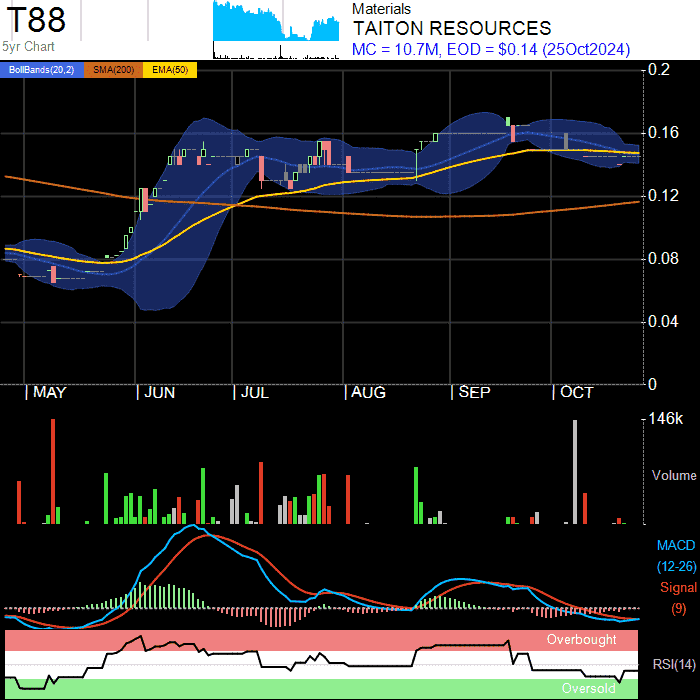 T88
5yr Chart
Materials
TAITON RESOURCES
MC = 10.7M, EOD = $0.14 (25Oct2024)
BollBands(20,2) SMA(200) EMA(50)
0.2
0.16
0.12
0.08
0.04
0
MAY JUN JUL AUG SEP OCT
146k
Volume
MACD
(12-26)
Signal
(9)
Overbought
RSI(14)
Oversold